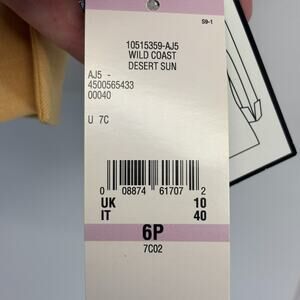 S9-1
10515359-AJ5
WILD COAST
DESERT SUN
AJ5 -
4500565433
00040
U 7C
0 08874 61707 2
UK 10
IT 40
6P
7C02